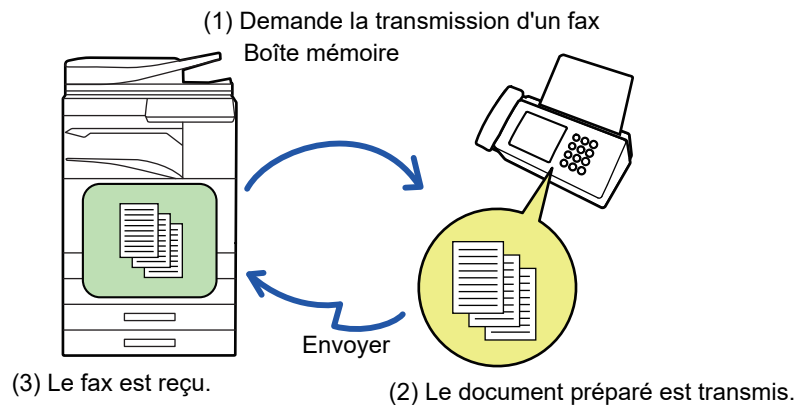 (1) Demande la transmission d'un fax
Boîte mémoire
Envoyer
(3) Le fax est reçu.
(2) Le document préparé est transmis.